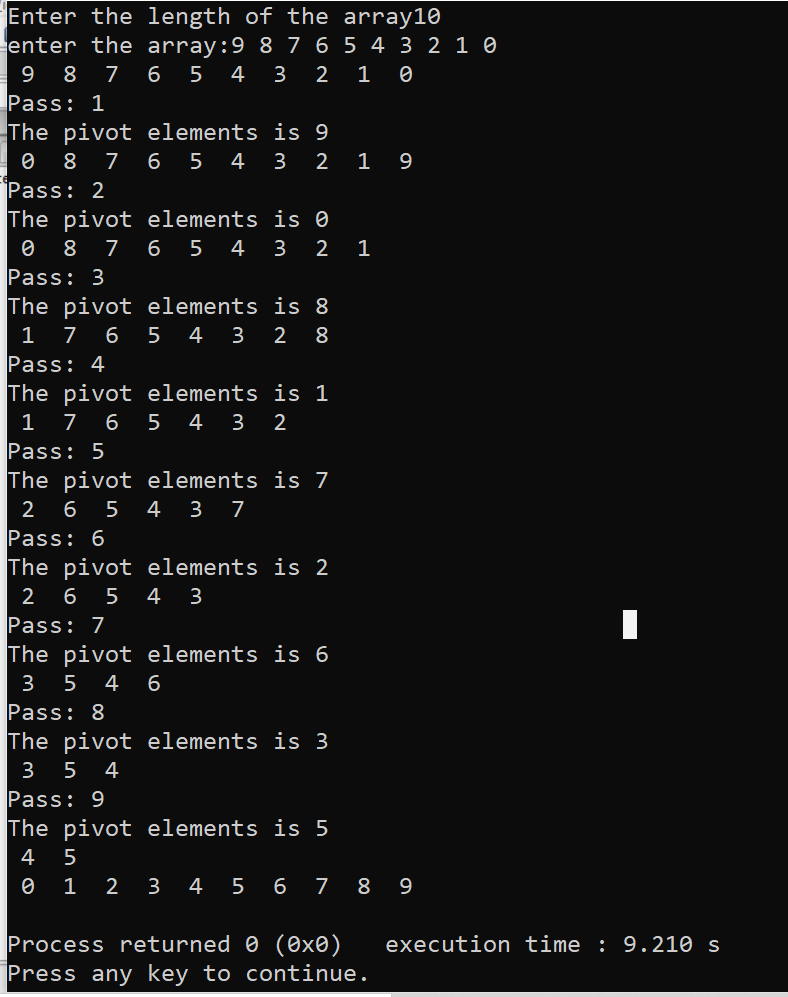 Enter the length of the array10
enter the array:9 8 7 6 5 4 3 2 1 0
9 8 7 6 5 4 3 2 1 0
Pass: 1
The pivot elements is 9
0 8 7 6 5 4 3 2 1 9
Pass: 2
The pivot elements is 0
0 8 7 6 5 4 3 2 1
Pass: 3
The pivot elements is 8
1 7 6 5 4 3 2 8
Pass: 4
The pivot elements is 1
1 7 6 5 4 3 2
Pass: 5
The pivot elements is 7
2 6 5 4 3 7
Pass: 6
The pivot elements is 2
2 6 5 4 3
Pass: 7
The pivot elements is 6
3 5 4 6
Pass: 8
The pivot elements is 3
3 5 4
Pass: 9
The pivot elements is 5
4 5
0 1 2 3 4 5 6 7 8 9
Process returned 0 (0x0) execution time : 9.210 s
Press any key to continue.